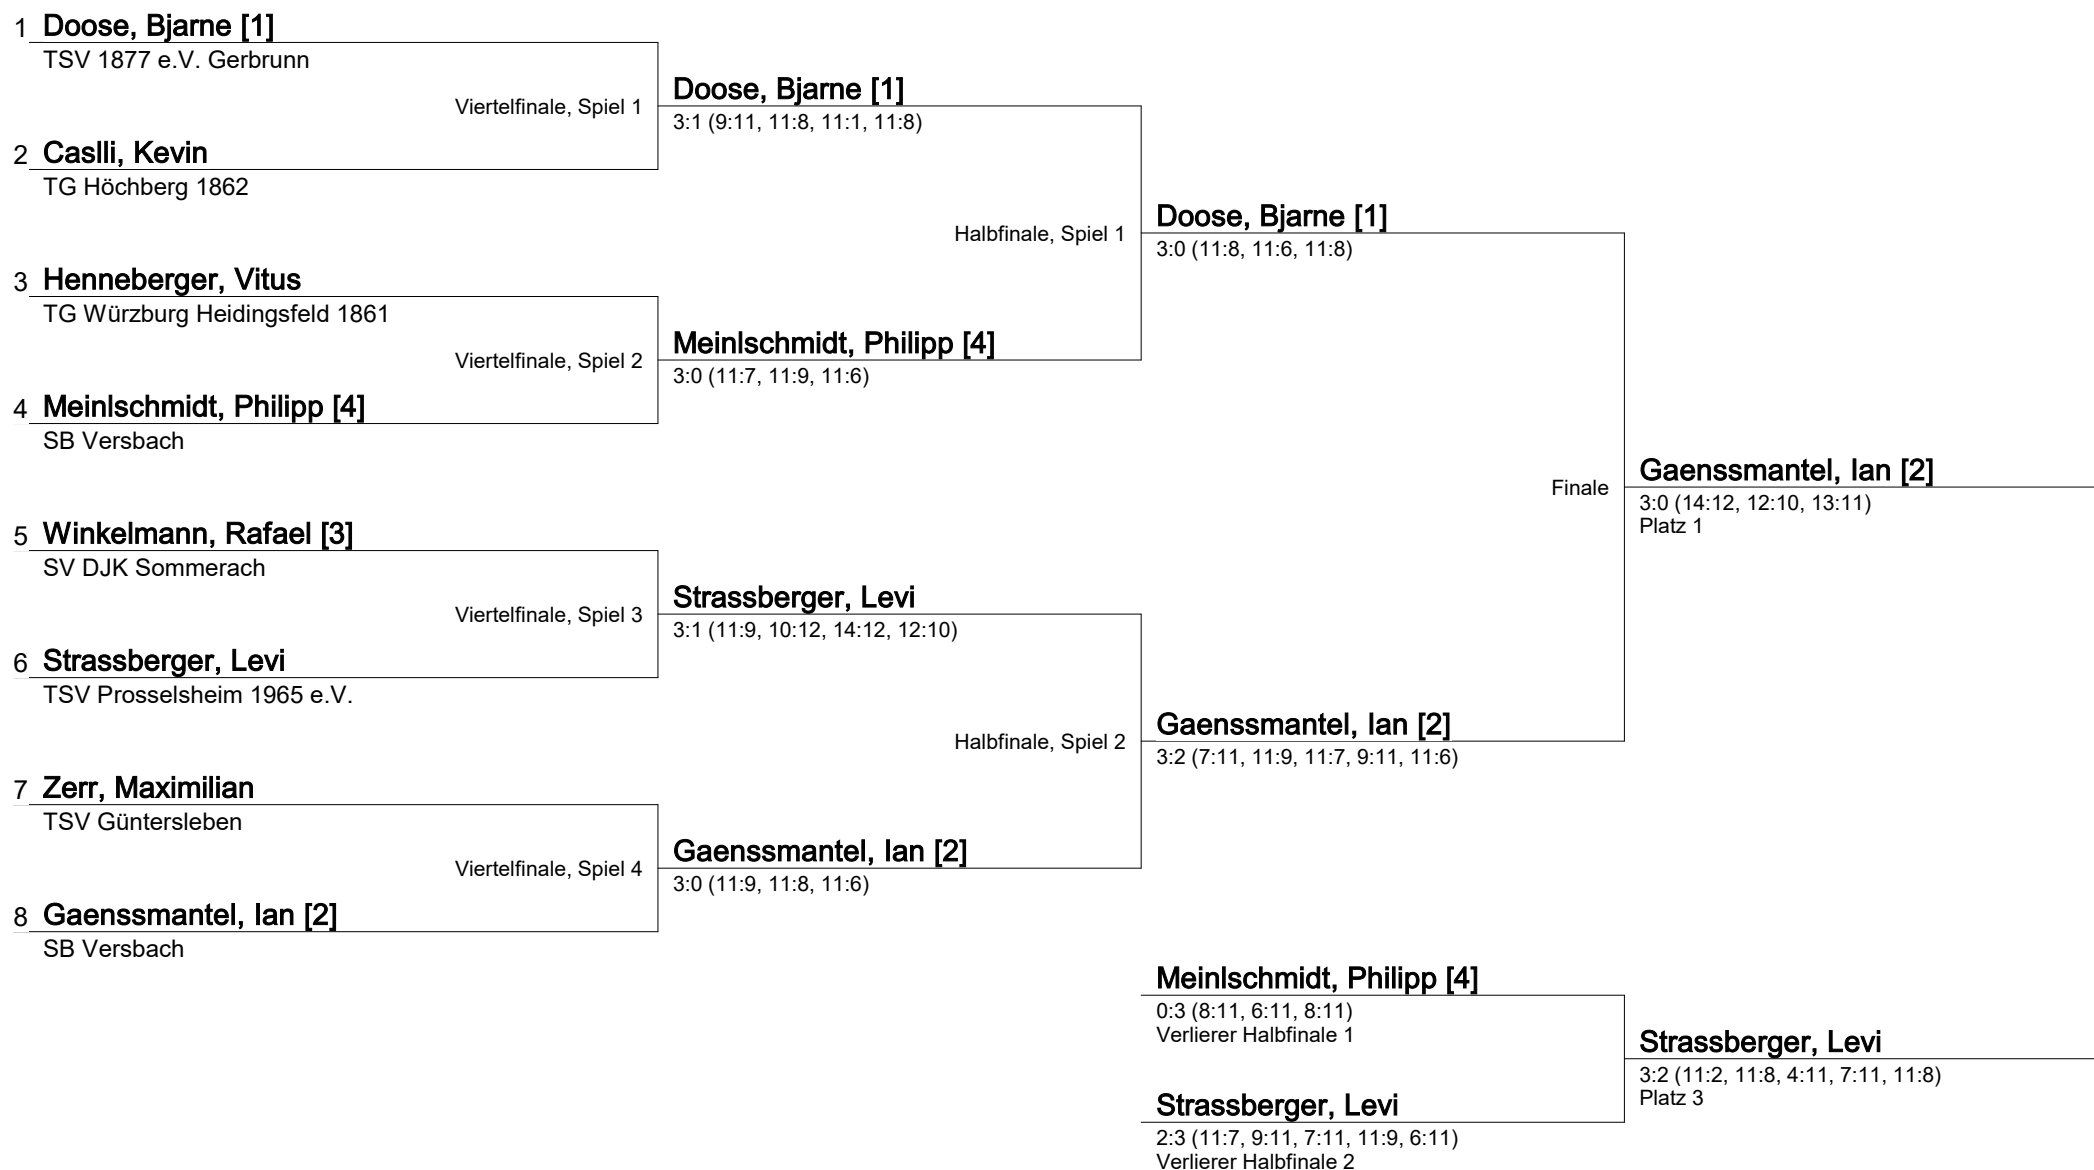 1 Doose, Bjarne [1]
TSV 1877 e.V. Gerbrunn
Viertelfinale, Spiel 1
Doose, Bjarne [1]
3:1 (9:11, 11:8, 11:1, 11:8)
2 Caslli, Kevin
TG Höchberg 1862
Halbfinale, Spiel 1
Doose, Bjarne [1]
3:0 (11:8, 11:6, 11:8)
3 Henneberger, Vitus
TG Würzburg Heidingsfeld 1861
Viertelfinale, Spiel 2
Meinlschmidt, Philipp [4]
3:0 (11:7, 11:9, 11:6)
4 Meinlschmidt, Philipp [4]
SB Versbach
Finale
Gaenssmantel, Ian [2]
3:0 (14:12, 12:10, 13:11)
Platz 1
5 Winkelmann, Rafael [3]
SV DJK Sommerach
Viertelfinale, Spiel 3
Strassberger, Levi
3:1 (11:9, 10:12, 14:12, 12:10)
6 Strassberger, Levi
TSV Prosselsheim 1965 e.V.
Halbfinale, Spiel 2
Gaenssmantel, Ian [2]
3:2 (7:11, 11:9, 11:7, 9:11, 11:6)
7 Zerr, Maximilian
TSV Güntersleben
Viertelfinale, Spiel 4
Gaenssmantel, Ian [2]
3:0 (11:9, 11:8, 11:6)
8 Gaenssmantel, Ian [2]
SB Versbach
Meinlschmidt, Philipp [4]
0:3 (8:11, 6:11, 8:11)
Verlierer Halbfinale 1
Strassberger, Levi
3:2 (11:2, 11:8, 4:11, 7:11, 11:8)
Platz 3
Strassberger, Levi
2:3 (11:7, 9:11, 7:11, 11:9, 6:11)
Verlierer Halbfinale 2